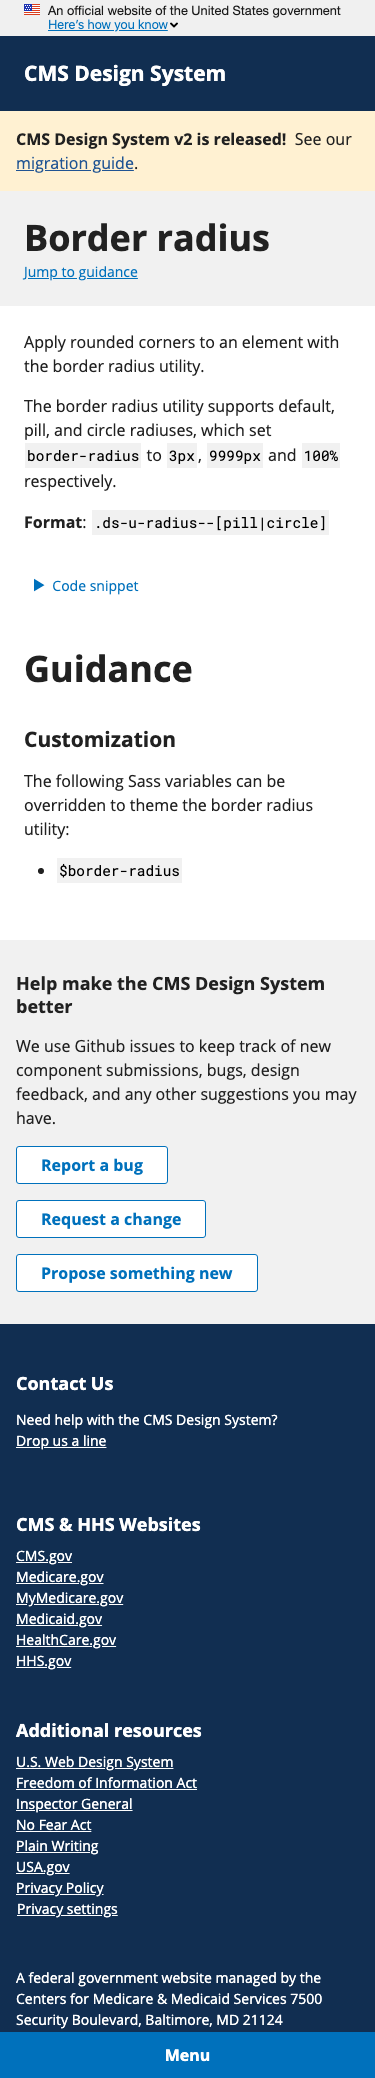 An official website of the United States government
Here's how you know
CMS Design System
CMS Design System v2 is released! See our
migration guide.
Border radius
Jump to guidance
Apply rounded corners to an element with
the border radius utility.
The border radius utility supports default,
pill, and circle radiuses, which set
border-radius to 3px, 9999px and 100%
respectively.
Format: .ds-u-radius--[pill|circle]
Code snippet
Guidance
Customization
The following Sass variables can be
overridden to theme the border radius
utility:
$border-radius
Help make the CMS Design System
better
We use Github issues to keep track of new
component submissions, bugs, design
feedback, and any other suggestions you may
have.
Report a bug
Request a change
Propose something new
Contact Us
Need help with the CMS Design System?
Drop us a line
CMS & HHS Websites
CMS.gov
Medicare.gov
MyMedicare.gov
Medicaid.gov
HealthCare.gov
HHS.gov
Additional resources
U.S. Web Design System
Freedom of Information Act
Inspector General
No Fear Act
Plain Writing
USA.gov
Privacy Policy
Privacy settings
A federal government website managed by the
Centers for Medicare & Medicaid Services 7500
Security Boulevard, Baltimore, MD 21124
Menu